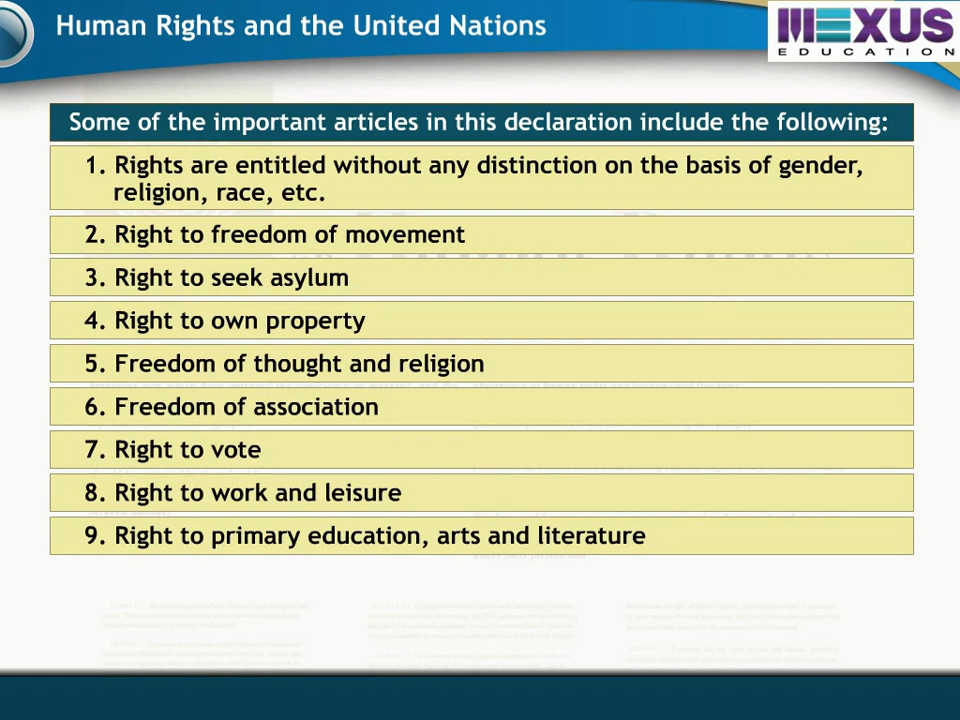 Human Rights and the United Nations
MEXUS
EDUCATION
Some of the important articles in this declaration include the following:
1. Rights are entitled without any distinction on the basis of gender,
religion, race, etc.
2. Right to freedom of movement
3. Right to seek asylum
4. Right to own property
5. Freedom of thought and religion
6. Freedom of association
7. Right to vote
8. Right to work and leisure
9. Right to primary education, arts and literature